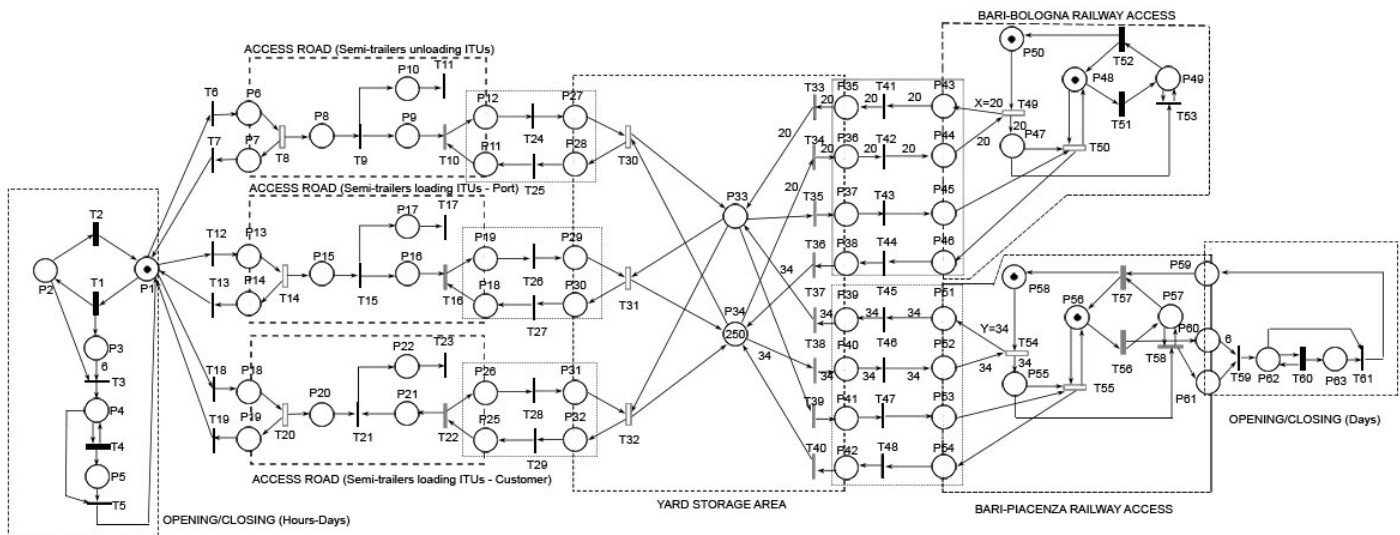 BARI-BOLOGNA RAILWAY ACCESS
ACCESS ROAD (Semi-trailers unloading ITUs)
P10
T11
T6
P6
P12
P27
P7
T8
P8
P9
T9
T10
P11
T24
P28
T7
T25
T30
T33
20
P35
20
T41
20
P43
X=20
T49
20
P50
P48
T52
P49
T51
T53
P47
T50
T34
20
P36
20
T42
20
P44
20
20
ACCESS ROAD (Semi-trailers loading ITUs - Port)
P17
T17
T12
P13
P19
P29
P14
T14
P15
P16
T15
T16
P18
T26
P30
T13
T27
T31
P33
T35
P37
T43
P45
T36
P38
T44
P46
T2
P2
T1
P1
P3
6
T3
P4
T4
P5
T5
P34
250
34
34
T37
34
P39
T45
34
34
P51
Y=34
T54
34
P58
P56
T57
P57
P59
P60
6
T38
34
P40
34
T46
34
P52
34
P55
T55
T56
T58
P61
T59
P62
T60
P63
T61
P22
T23
T18
P18
P26
P31
P19
T20
P20
P21
T21
T22
P25
T28
P32
T19
T29
T32
T39
P41
T47
P53
T40
P42
T48
P54
OPENING/CLOSING (Days)
ACCESS ROAD (Semi-trailers loading ITUs - Customer)
YARD STORAGE AREA
BARI-PIACENZA RAILWAY ACCESS
OPENING/CLOSING (Hours-Days)